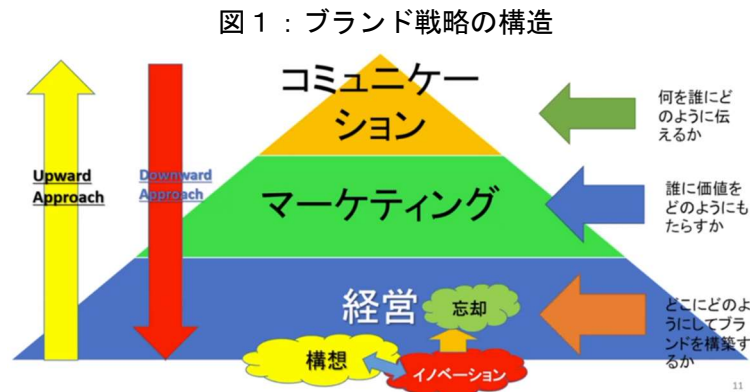 図1：ブランド戦略の構造
コミュニケー
ション
マーケティング
経営
忘却
構想
イノベーション
Upward
Approach
Downward
Approach
何を誰にど
のように伝
えるか
誰に価値を
どのようにも
たらすか
どこにどのよ
うにしてブラ
ンドを構築す
るか
11